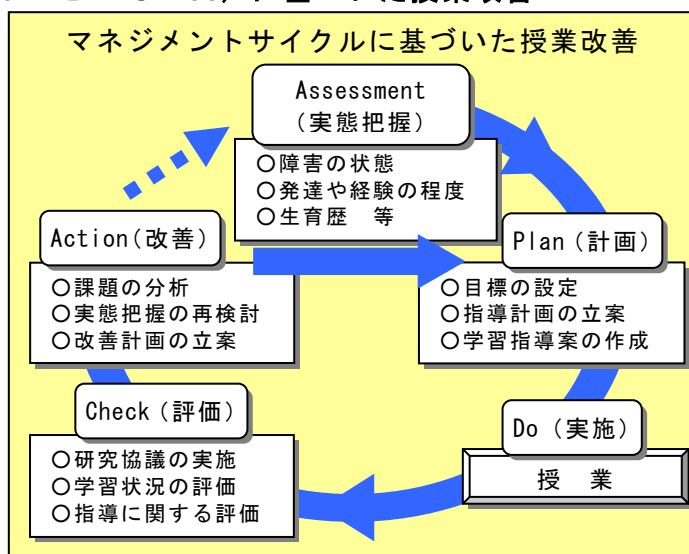 マネジメントサイクルに基づいた授業改善
Assessment
(実態把握)
○障害の状態
○発達や経験の程度
○生育歴　等
Action(改善)
○課題の分析
○実態把握の再検討
○改善計画の立案
Plan(計画)
○目標の設定
○指導計画の立案
○学習指導案の作成
Check(評価)
○研究協議の実施
○学習状況の評価
○指導に関する評価
Do(実施)
授　業